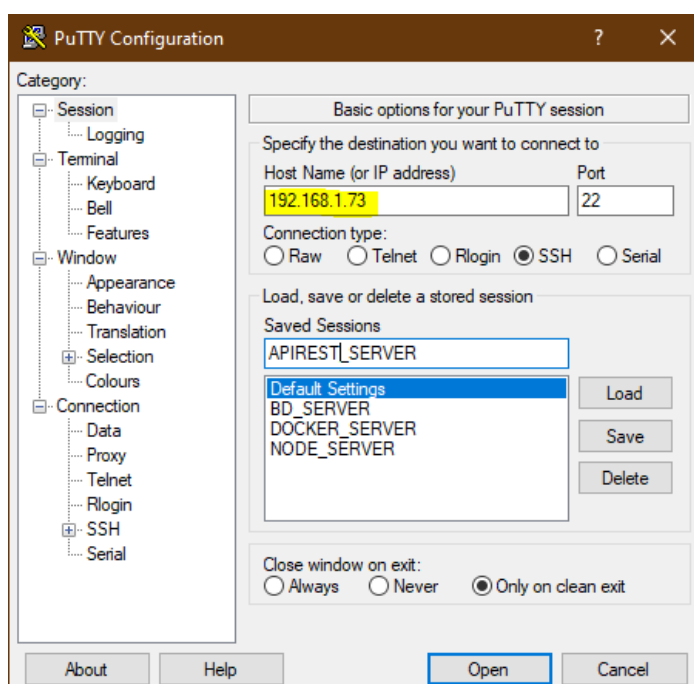 PuTTY Configuration
?
Category:
Session
Logging
Terminal
Keyboard
Bell
Features
Window
Appearance
Behaviour
Translation
Selection
Colours
Connection
Data
Proxy
Telnet
Rlogin
SSH
Serial
Basic options for your PuTTY session
Specify the destination you want to connect to
Host Name (or IP address) Port
192.168.1.73 22
Connection type:
Raw Telnet Rlogin SSH Serial
Load, save or delete a stored session
Saved Sessions
APIREST_SERVER
Default Settings
BD_SERVER
DOCKER_SERVER
NODE_SERVER
Load
Save
Delete
Close window on exit:
Always Never Only on clean exit
About Help Open Cancel